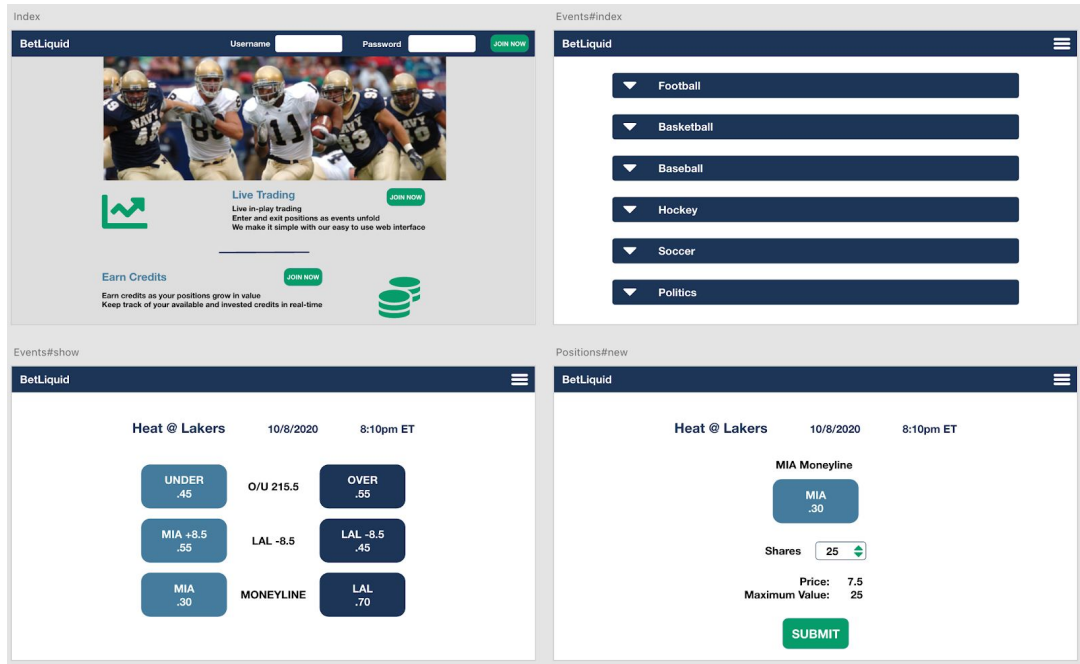 Index
BetLiquid Username Password JOIN NOW
NAVY NAVY
11
Live Trading JOIN NOW
Live in-play trading
Enter and exit positions as events unfold
We make it simple with our easy to use web interface
Earn Credits JOIN NOW
Earn credits as your positions grow in value
Keep track of your available and invested credits in real-time
Events#index
BetLiquid
Football
Basketball
Baseball
Hockey
Soccer
Politics
Events#show
BetLiquid
Heat @ Lakers 10/8/2020 8:10pm ET
UNDER
.45
O/U 215.5
OVER
.55
MIA +8.5
.55
LAL -8.5
LAL -8.5
.45
MIA
.30
MONEYLINE
LAL
.70
Positions#new
BetLiquid
Heat @ Lakers 10/8/2020 8:10pm ET
MIA Moneyline
MIA
.30
Shares 25
Price: 7.5
Maximum Value: 25
SUBMIT